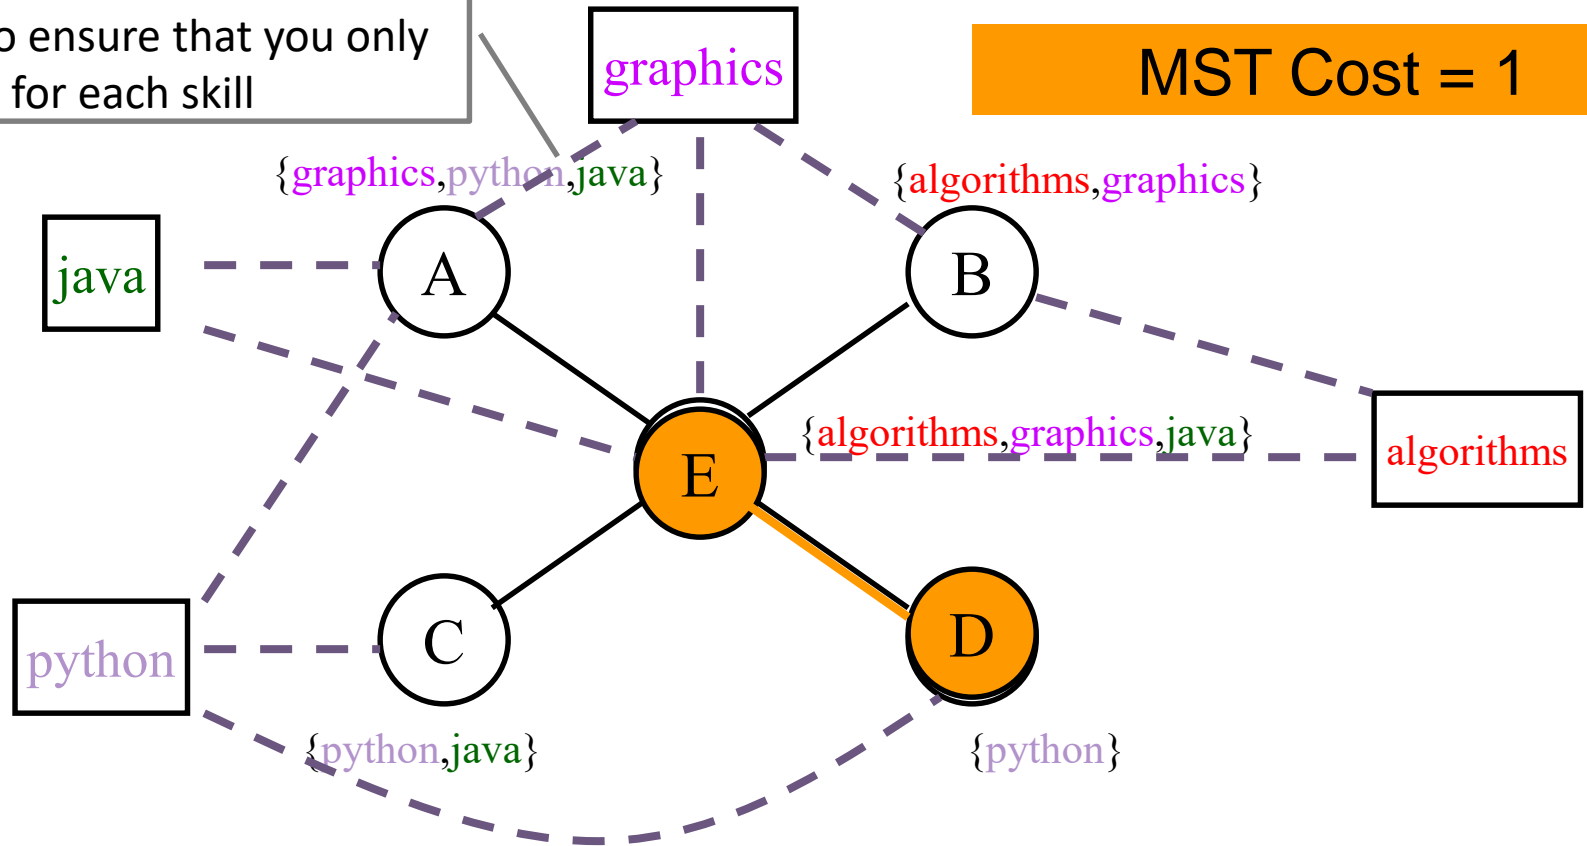 o ensure that you only
for each skill
graphics
MST Cost = 1
{graphics,python,java}
{algorithms,graphics}
java
A
B
{algorithms,graphics,java}
algorithms
E
python
C
D
{python,java}
{python}